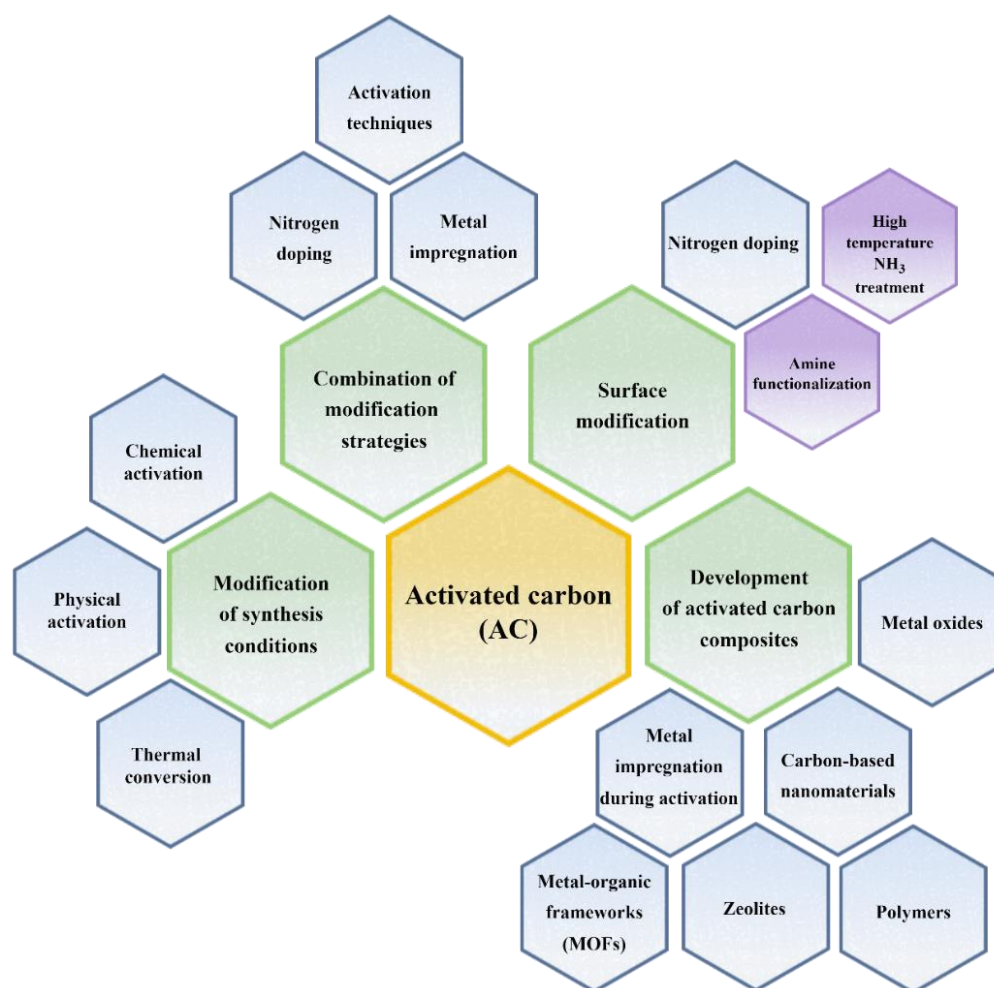 Activation
techniques
Nitrogen
doping
Metal
impregnation
Nitrogen doping
High
temperature
NH₃
treatment
Amine
functionalization
Combination of
modification
strategies
Surface
modification
Chemical
activation
Physical
activation
Thermal
conversion
Modification
of synthesis
conditions
Activated carbon
(AC)
Development
of activated carbon
composites
Metal oxides
Metal
impregnation
during activation
Carbon-based
nanomaterials
Metal-organic
frameworks
(MOFs)
Zeolites
Polymers